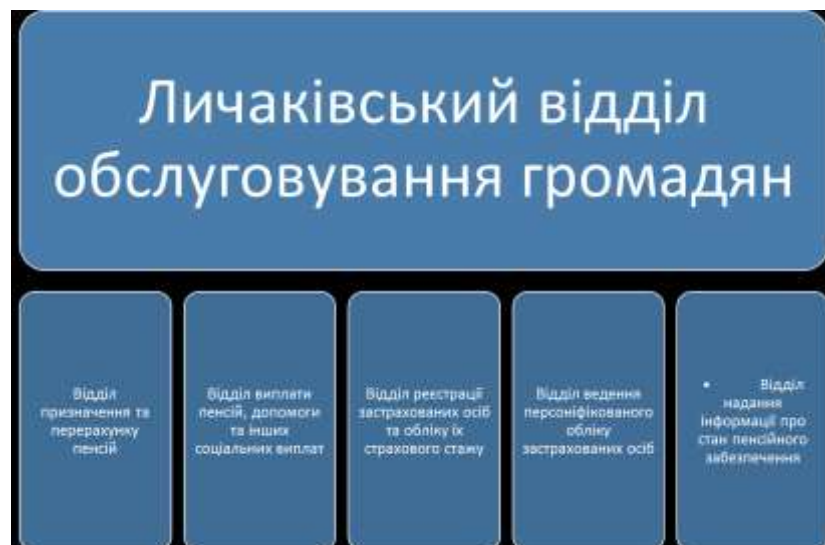 Личаківський відділ
обслуговування громадян
Відділ
призначення та
перерахунку
пенсій
Відділ виплати
пенсій, допомоги
та інших
соціальних виплат
Відділ реєстрації
застрахованих осіб
та обліку їх
страхового стажу
Відділ ведення
персоніфікованого
обліку
застрахованих осіб
• Відділ
надання
інформації про
стан пенсійного
забезпечення